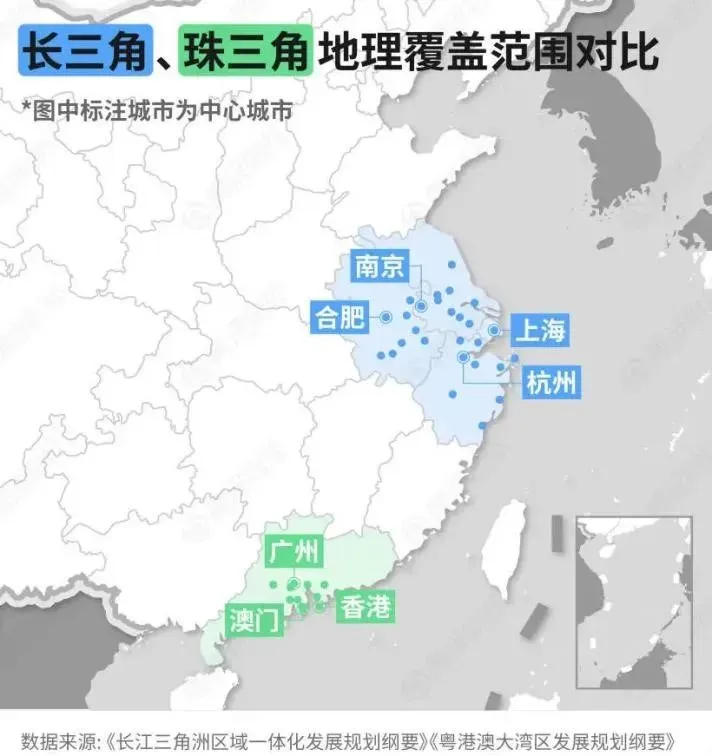 长三角、珠三角地理覆盖范围对比
*图中标注城市为中心城市
南京
合肥
上海
杭州
广州
澳门
香港
数据来源:《长江三角洲区域一体化发展规划纲要》《粤港澳大湾区发展规划纲要》